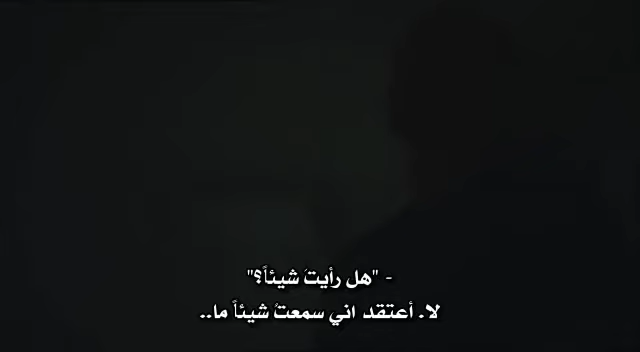 - "هل رأيتَ شيئاً؟"
لا. أعتقد اني سمعتُ شيئاً ما..